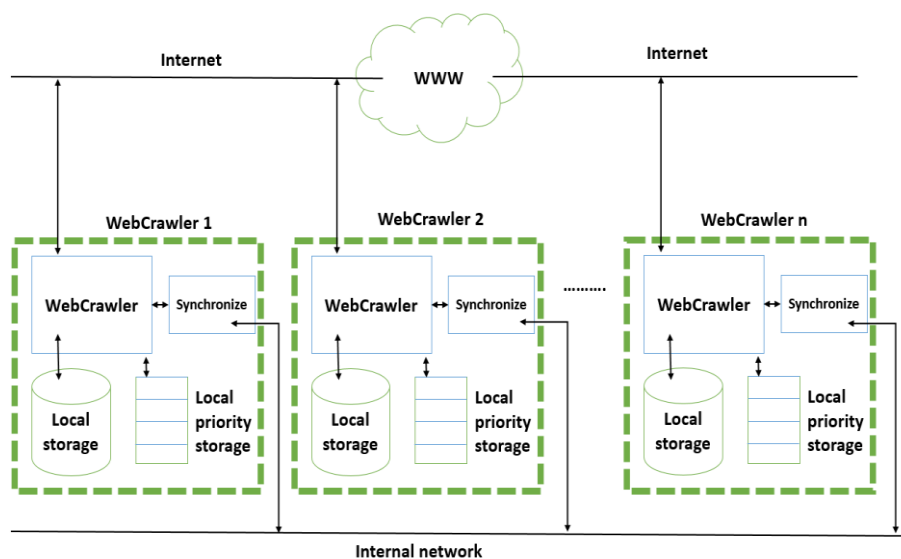 Internet
WWW
Internet
WebCrawler 1
WebCrawler 2
WebCrawler n
WebCrawler
Synchronize
Local
storage
Local
priority
storage
WebCrawler
Synchronize
Local
storage
Local
priority
storage
..........
WebCrawler
Synchronize
Local
storage
Local
priority
storage
Internal network